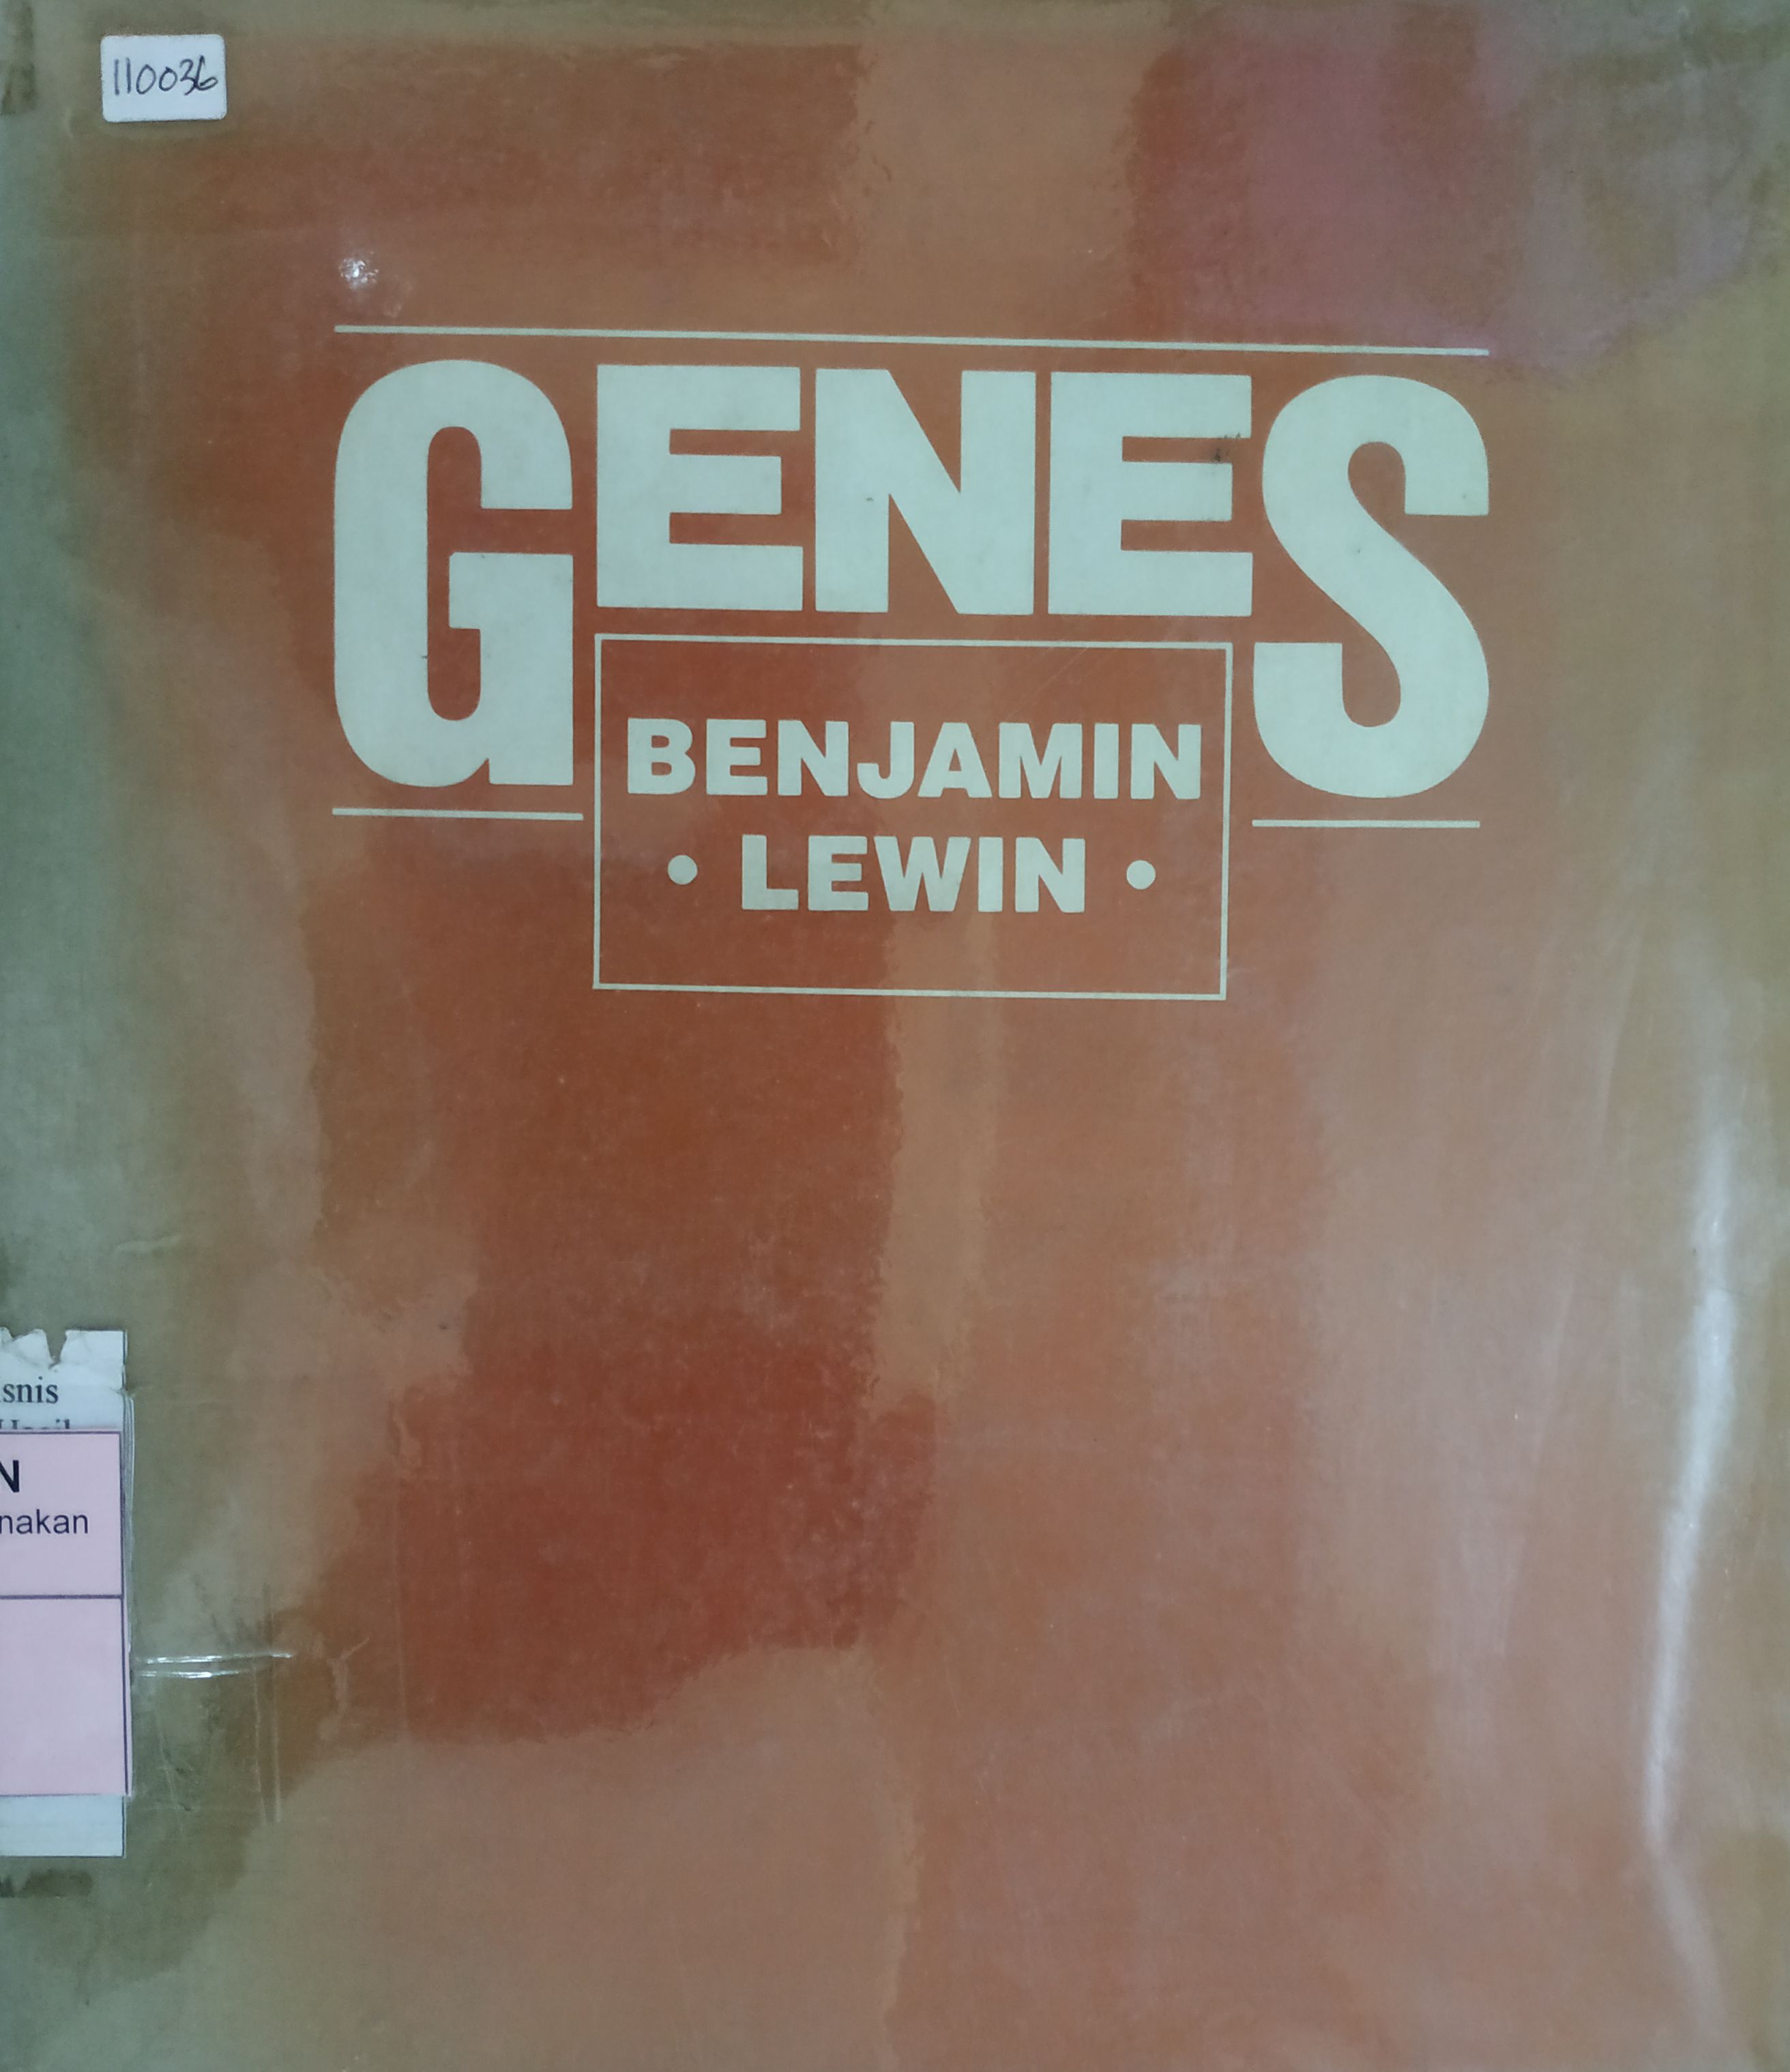 110036
GENES
BENJAMIN
• LEWIN •
snis
N
nakan